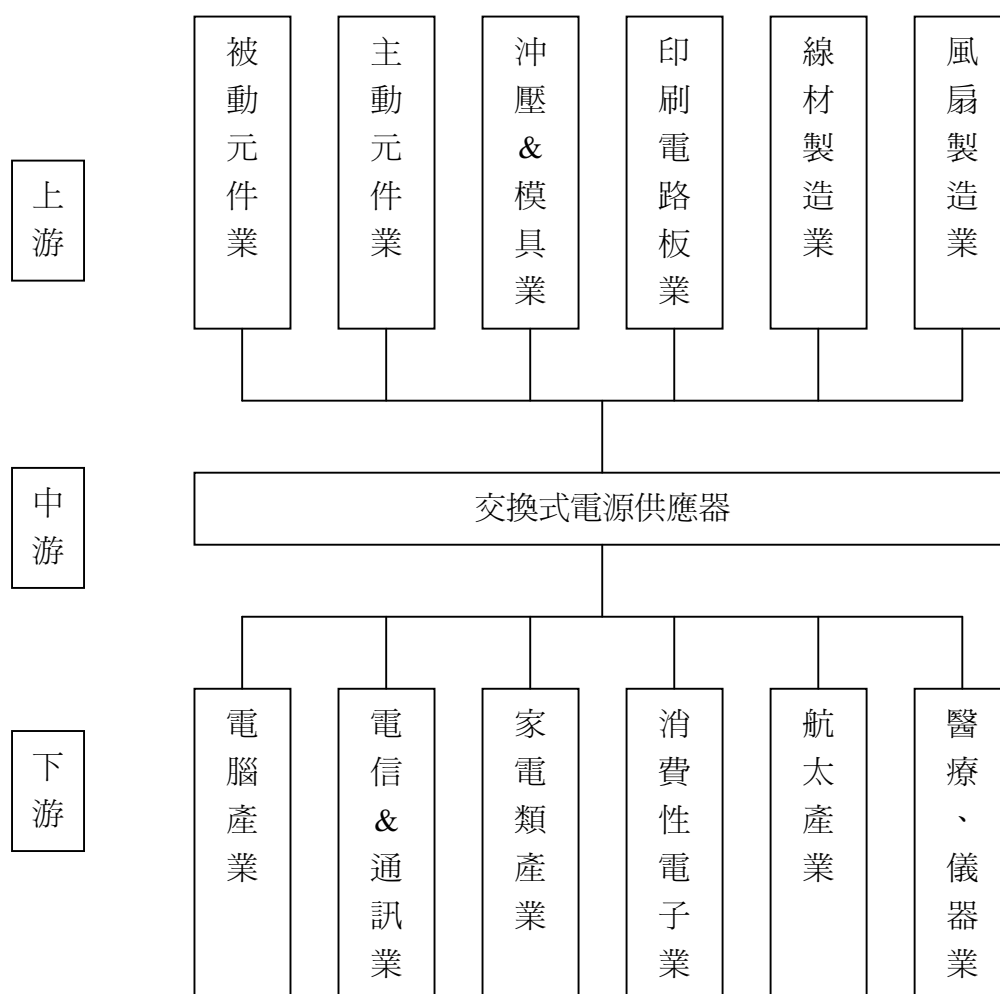 上游
被動元件業
主動元件業
沖壓&模具業
印刷電路板業
線材製造業
風扇製造業
中游
交換式電源供應器
下游
電腦產業
電信&通訊業
家電類產業
消費性電子業
航太產業
醫療、儀器業